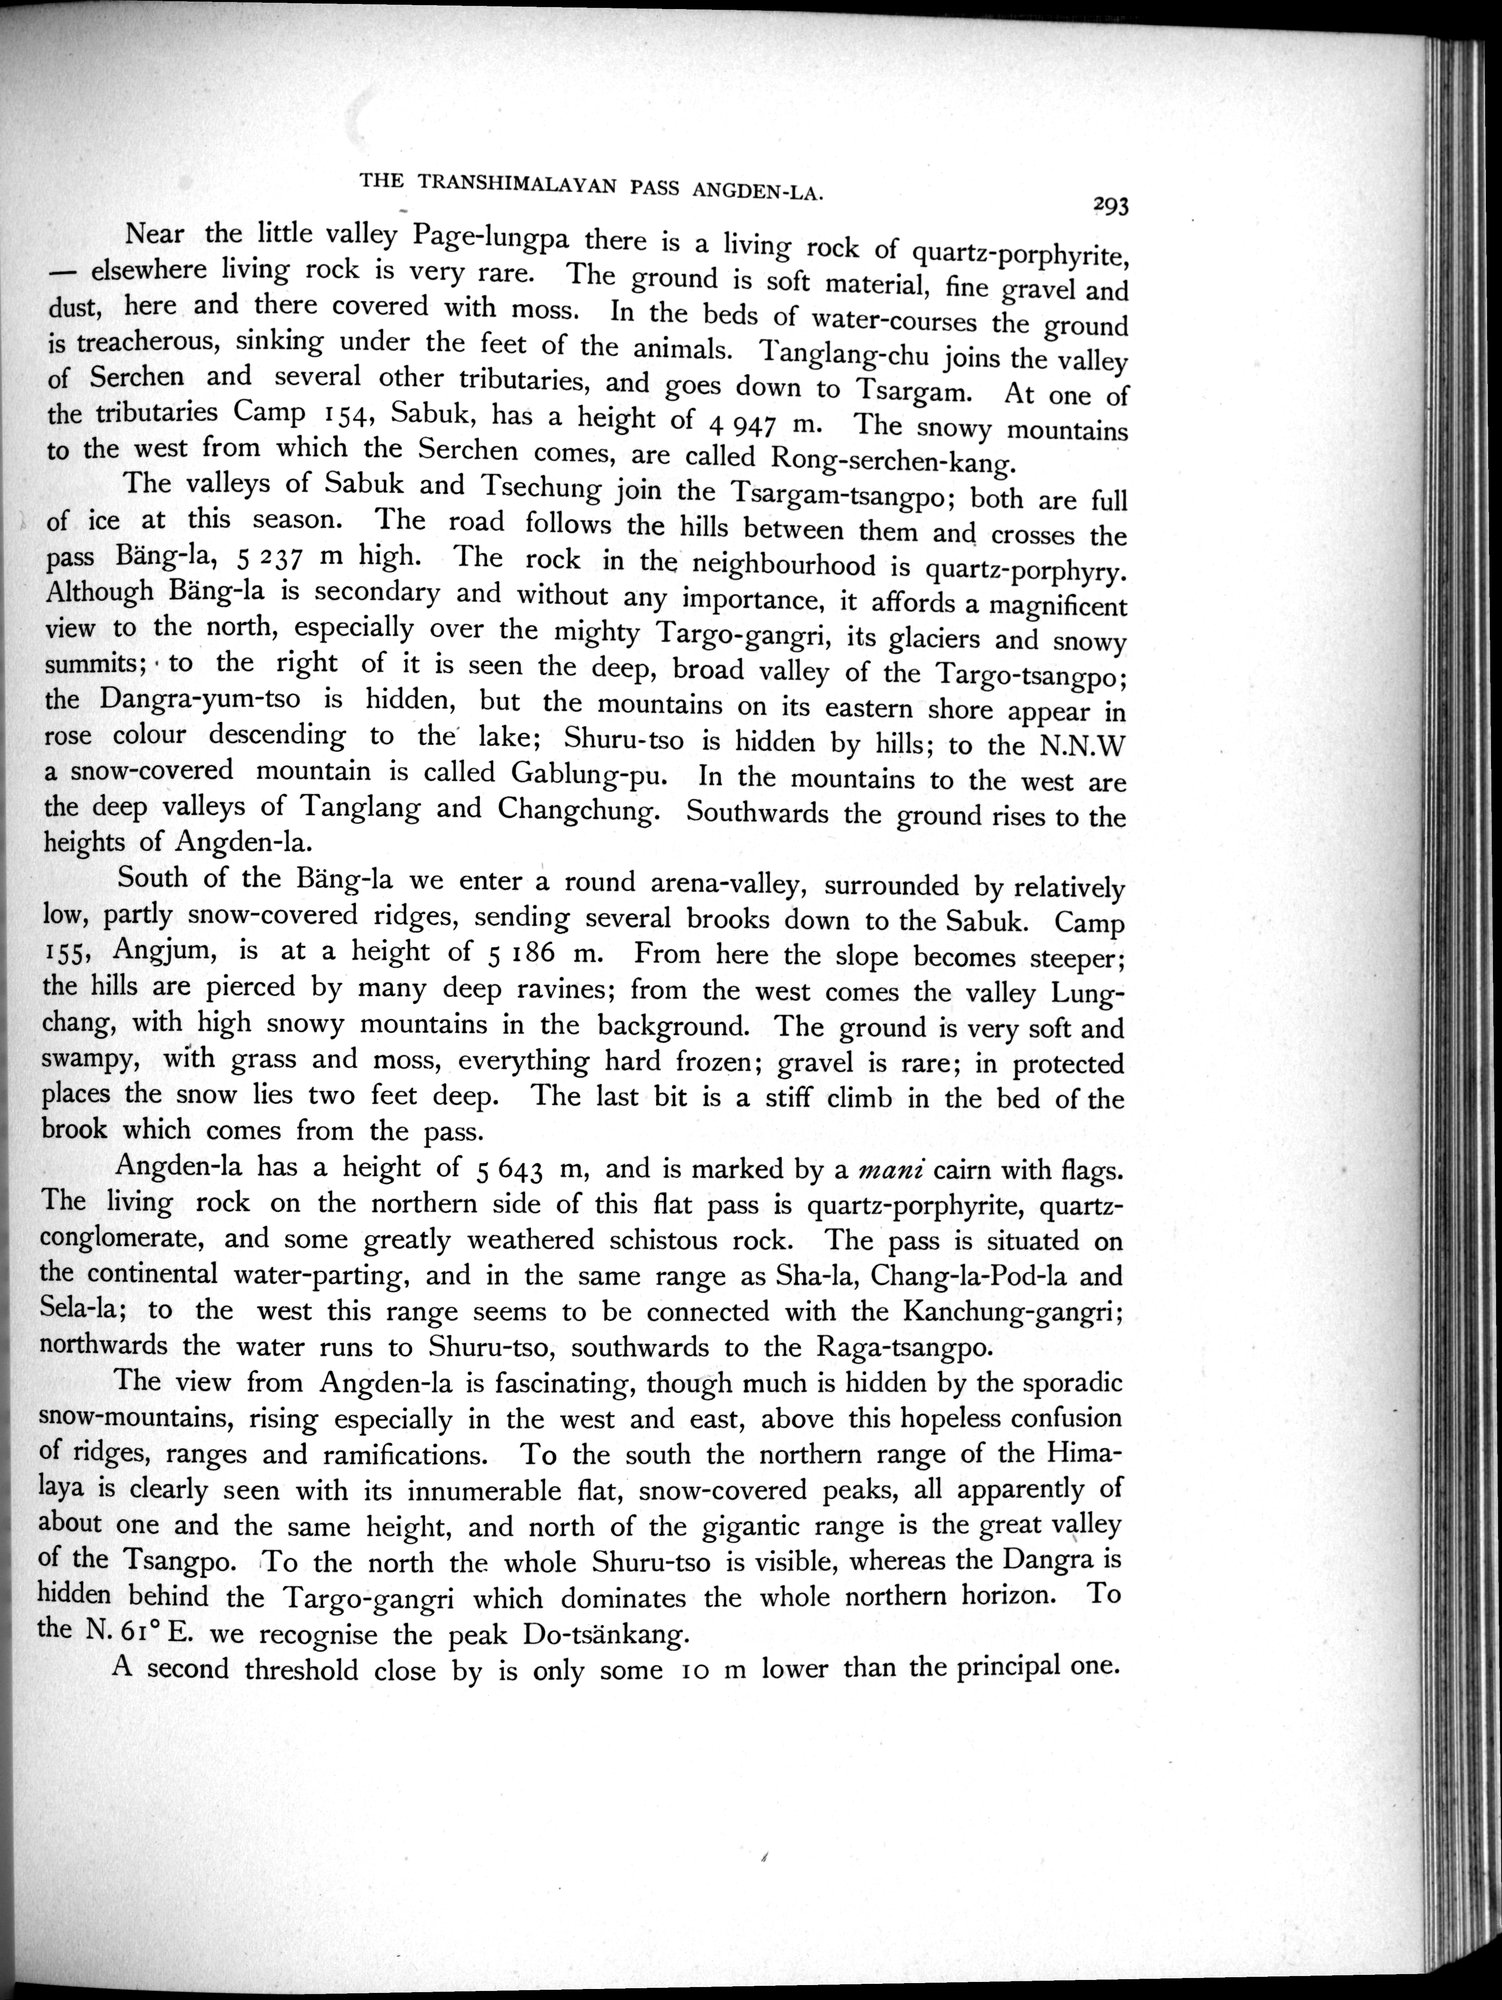 THE TRANSHIMALAYAN PASS ANGDEN-LA.
293
Near the little valley Page-lungpa there is a living rock of quartz-porphyrite,
— elsewhere living rock is very rare. The ground is soft material, fine gravel and
dust, here and there covered with moss. In the beds of water-courses the ground
is treacherous, sinking under the feet of the animals. Tanglang-chu joins the valley
of Serchen and several other tributaries, and goes down to Tsargam. At one of
the tributaries Camp 154, Sabuk, has a height of 4 947 m. The snowy mountains
to the west from which the Serchen comes, are called Rong-serchen-kang.
The valleys of Sabuk and Tsechung join the Tsargam-tsangpo; both are full
of ice at this season. The road follows the hills between them and crosses the
pass Bäng-la, 5 237 m high. The rock in the neighbourhood is quartz-porphyry.
Although Bäng-la is secondary and without any importance, it affords a magnificent
view to the north, especially over the mighty Targo-gangri, its glaciers and snowy
summits; to the right of it is seen the deep, broad valley of the Targo-tsangpo;
the Dangra-yum-tso is hidden, but the mountains on its eastern shore appear in
rose colour descending to the lake; Shuru-tso is hidden by hills; to the N.N.W
a snow-covered mountain is called Gablung-pu. In the mountains to the west are
the deep valleys of Tanglang and Changchung. Southwards the ground rises to the
heights of Angden-la.
South of the Bäng-la we enter a round arena-valley, surrounded by relatively
low, partly snow-covered ridges, sending several brooks down to the Sabuk. Camp
155, Angjum, is at a height of 5 186 m. From here the slope becomes steeper;
the hills are pierced by many deep ravines; from the west comes the valley Lung-
chang, with high snowy mountains in the background. The ground is very soft and
swampy, with grass and moss, everything hard frozen; gravel is rare; in protected
places the snow lies two feet deep. The last bit is a stiff climb in the bed of the
brook which comes from the pass.
Angden-la has a height of 5 643 m, and is marked by a mani cairn with flags.
The living rock on the northern side of this flat pass is quartz-porphyrite, quartz-
conglomerate, and some greatly weathered schistous rock. The pass is situated on
the continental water-parting, and in the same range as Sha-la, Chang-la-Pod-la and
Sela-la; to the west this range seems to be connected with the Kanchung-gangri;
northwards the water runs to Shuru-tso, southwards to the Raga-tsangpo.
The view from Angden-la is fascinating, though much is hidden by the sporadic
snow-mountains, rising especially in the west and east, above this hopeless confusion
of ridges, ranges and ramifications. To the south the northern range of the Hima-
laya is clearly seen with its innumerable flat, snow-covered peaks, all apparently of
about one and the same height, and north of the gigantic range is the great valley
of the Tsangpo. To the north the whole Shuru-tso is visible, whereas the Dangra is
hidden behind the Targo-gangri which dominates the whole northern horizon. To
the N. 61° E. we recognise the peak Do-tsänkang.
A second threshold close by is only some 10 m lower than the principal one.